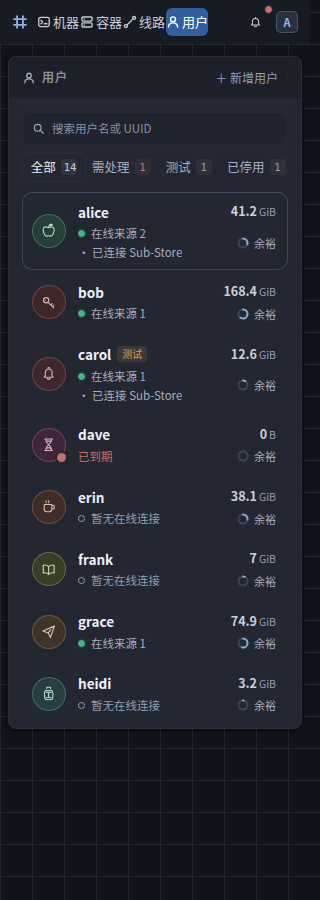 机器 容器 线路 用户 A
用户
新增用户
搜索用户名或 UUID
全部 14 需处理 1 测试 1 已停用 1
alice 41.2 GiB
在线来源 2 余裕
· 已连接 Sub-Store
bob 168.4 GiB
在线来源 1 余裕
carol 测试 12.6 GiB
在线来源 1 余裕
· 已连接 Sub-Store
dave 0 B
已到期 余裕
erin 38.1 GiB
暂无在线连接 余裕
frank 7 GiB
暂无在线连接 余裕
grace 74.9 GiB
在线来源 1 余裕
heidi 3.2 GiB
暂无在线连接 余裕